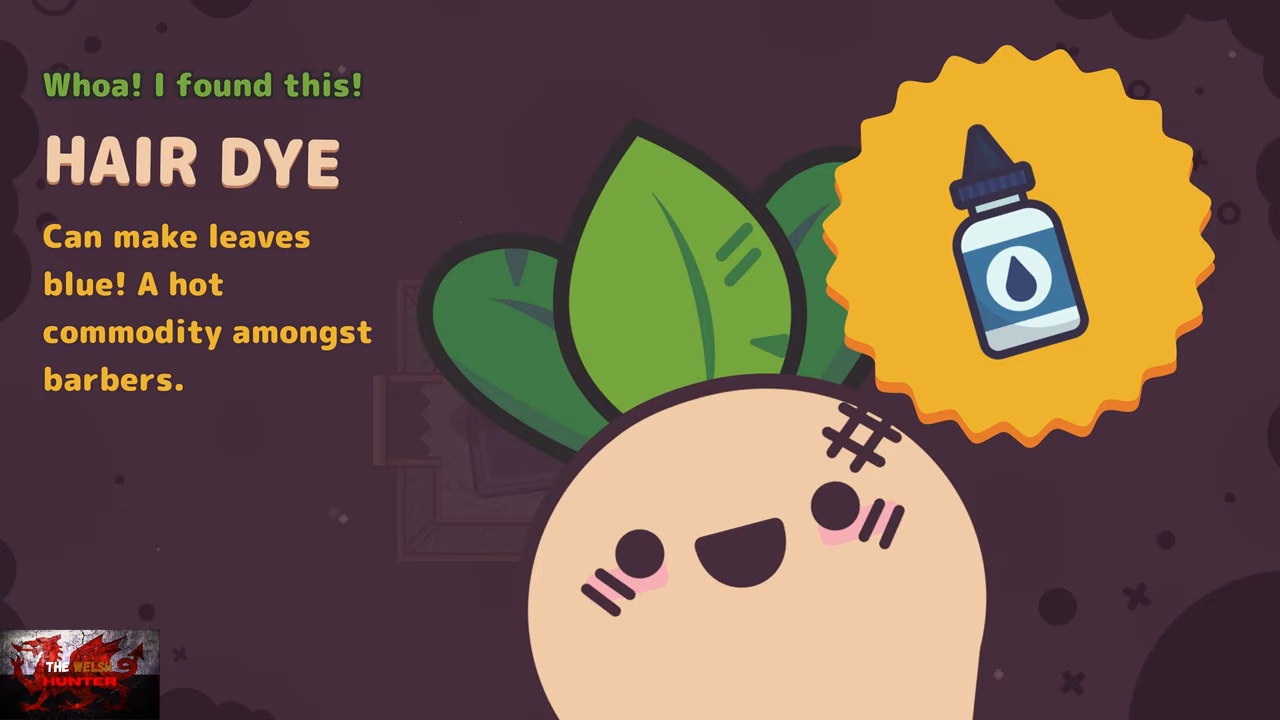 Whoa! I found this!
HAIR DYE
Can make leaves
blue! A hot
commodity amongst
barbers.
THE WELSH
HUNTER